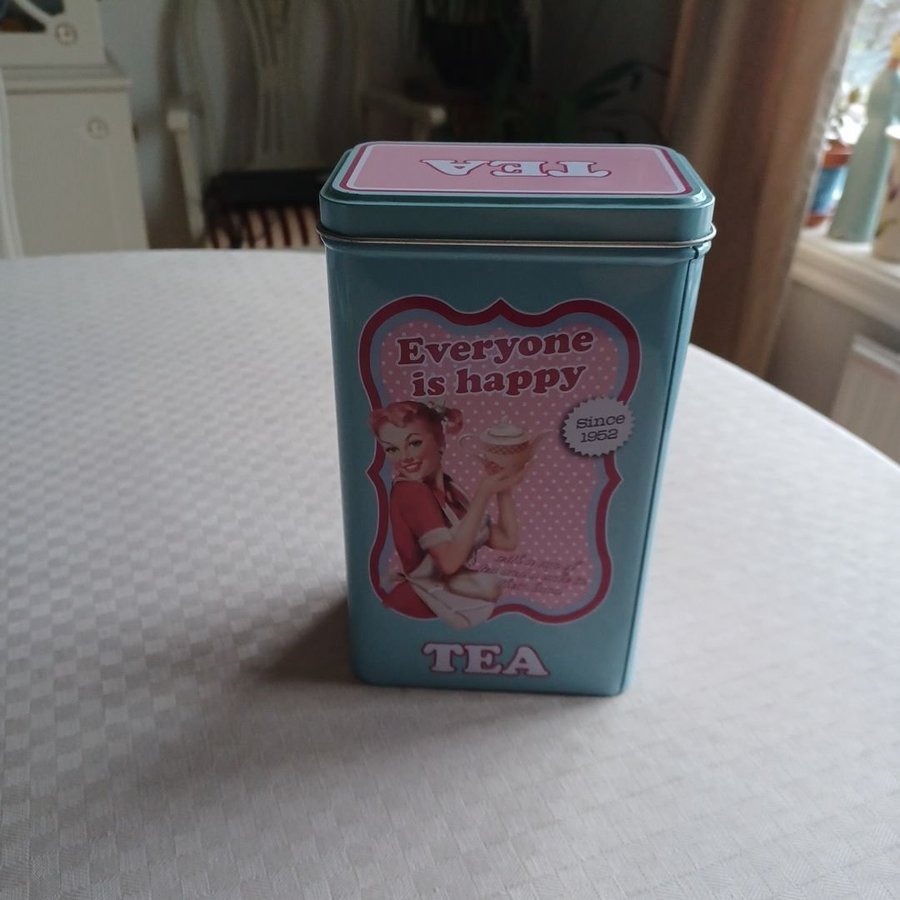 TEA
Everyone
is happy
Since
1952
TEA